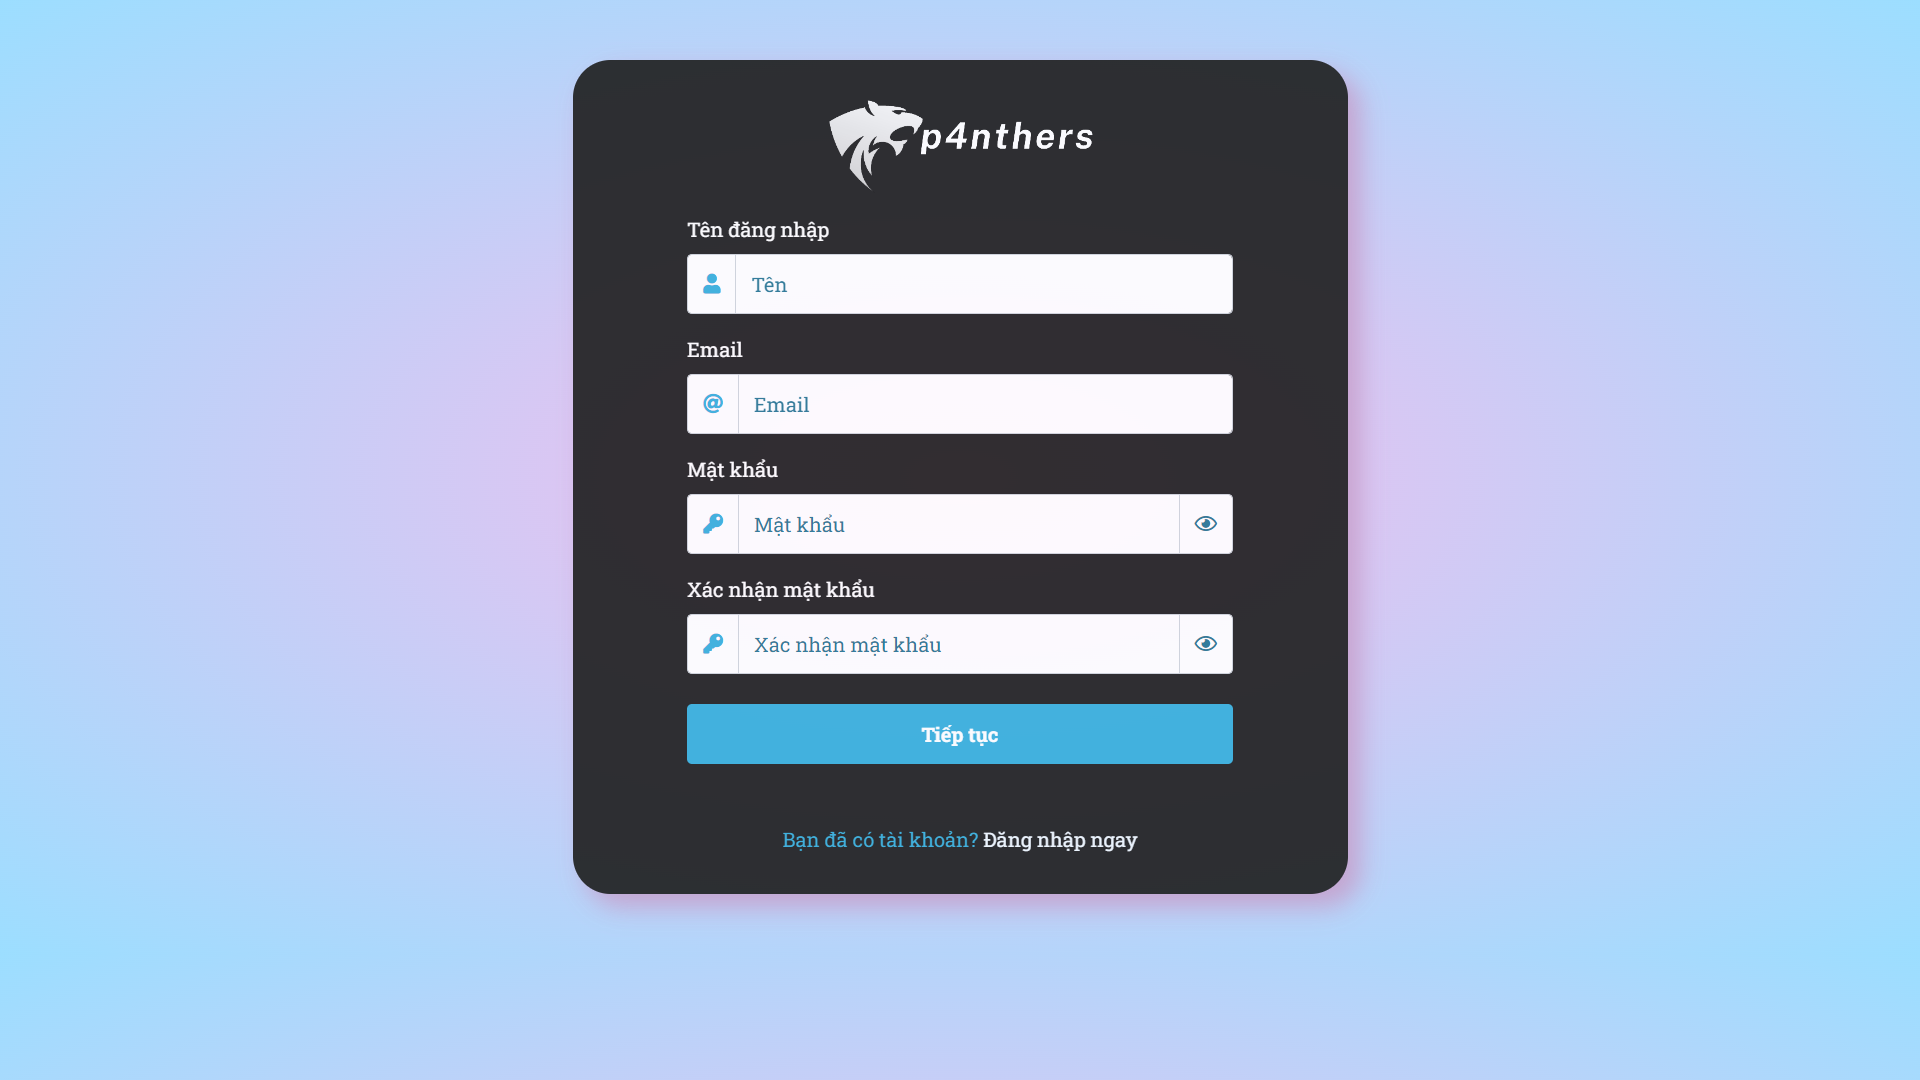 p4nthers
Tên đăng nhập
Tên
Email
@
Email
Mật khẩu
Mật khẩu
Xác nhận mật khẩu
Xác nhận mật khẩu
Tiếp tục
Bạn đã có tài khoản? Đăng nhập ngay